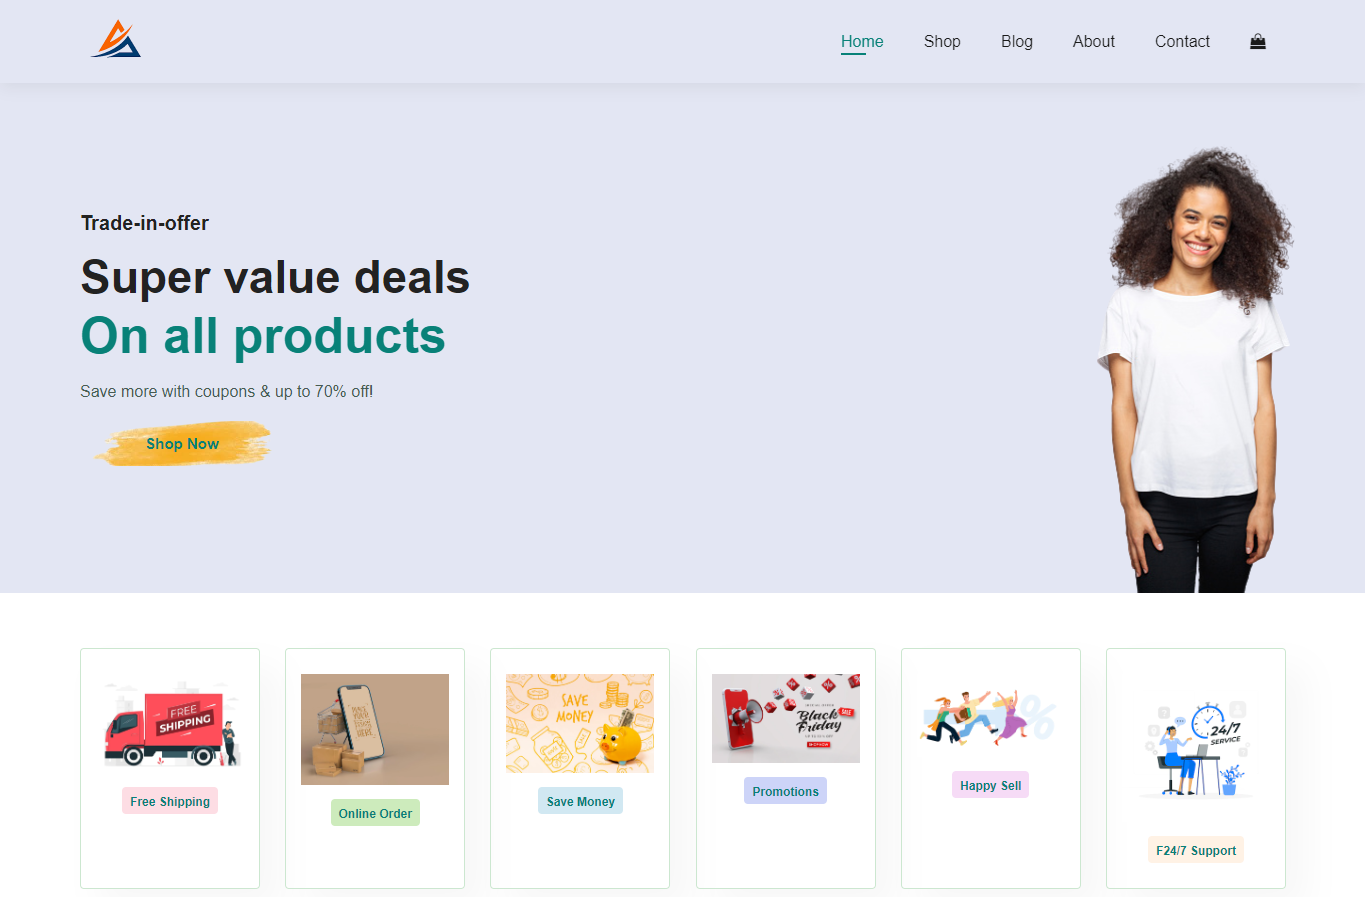 Home
Shop
Blog
About
Contact
Trade-in-offer
Super value deals
On all products
Save more with coupons & up to 70% off!
Shop Now
FREE
SHIPPING
Free Shipping
Online Order
SAVE
MONEY
Save Money
Black
Friday
SALE
SHOP NOW
Promotions
%
Happy Sell
24/7
SERVICE
F24/7 Support